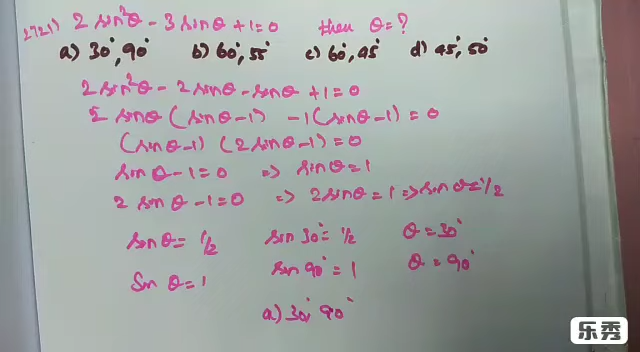 2721) 2 sin²θ - 3 sinθ + 1 = 0 then θ = ?
a) 30°, 90° b) 60°, 55° c) 60°, 45° d) 45°, 50°
2 sin²θ - 2 sinθ - sinθ + 1 = 0
2 sinθ (sinθ - 1) - 1 (sinθ - 1) = 0
(sinθ - 1) (2 sinθ - 1) = 0
sinθ - 1 = 0 => sinθ = 1
2 sinθ - 1 = 0 => 2 sinθ = 1 => sinθ = 1/2
sinθ = 1/2 sin 30° = 1/2 θ = 30°
Sin θ = 1 sin 90° = 1 θ = 90°
a) 30° 90°
乐秀